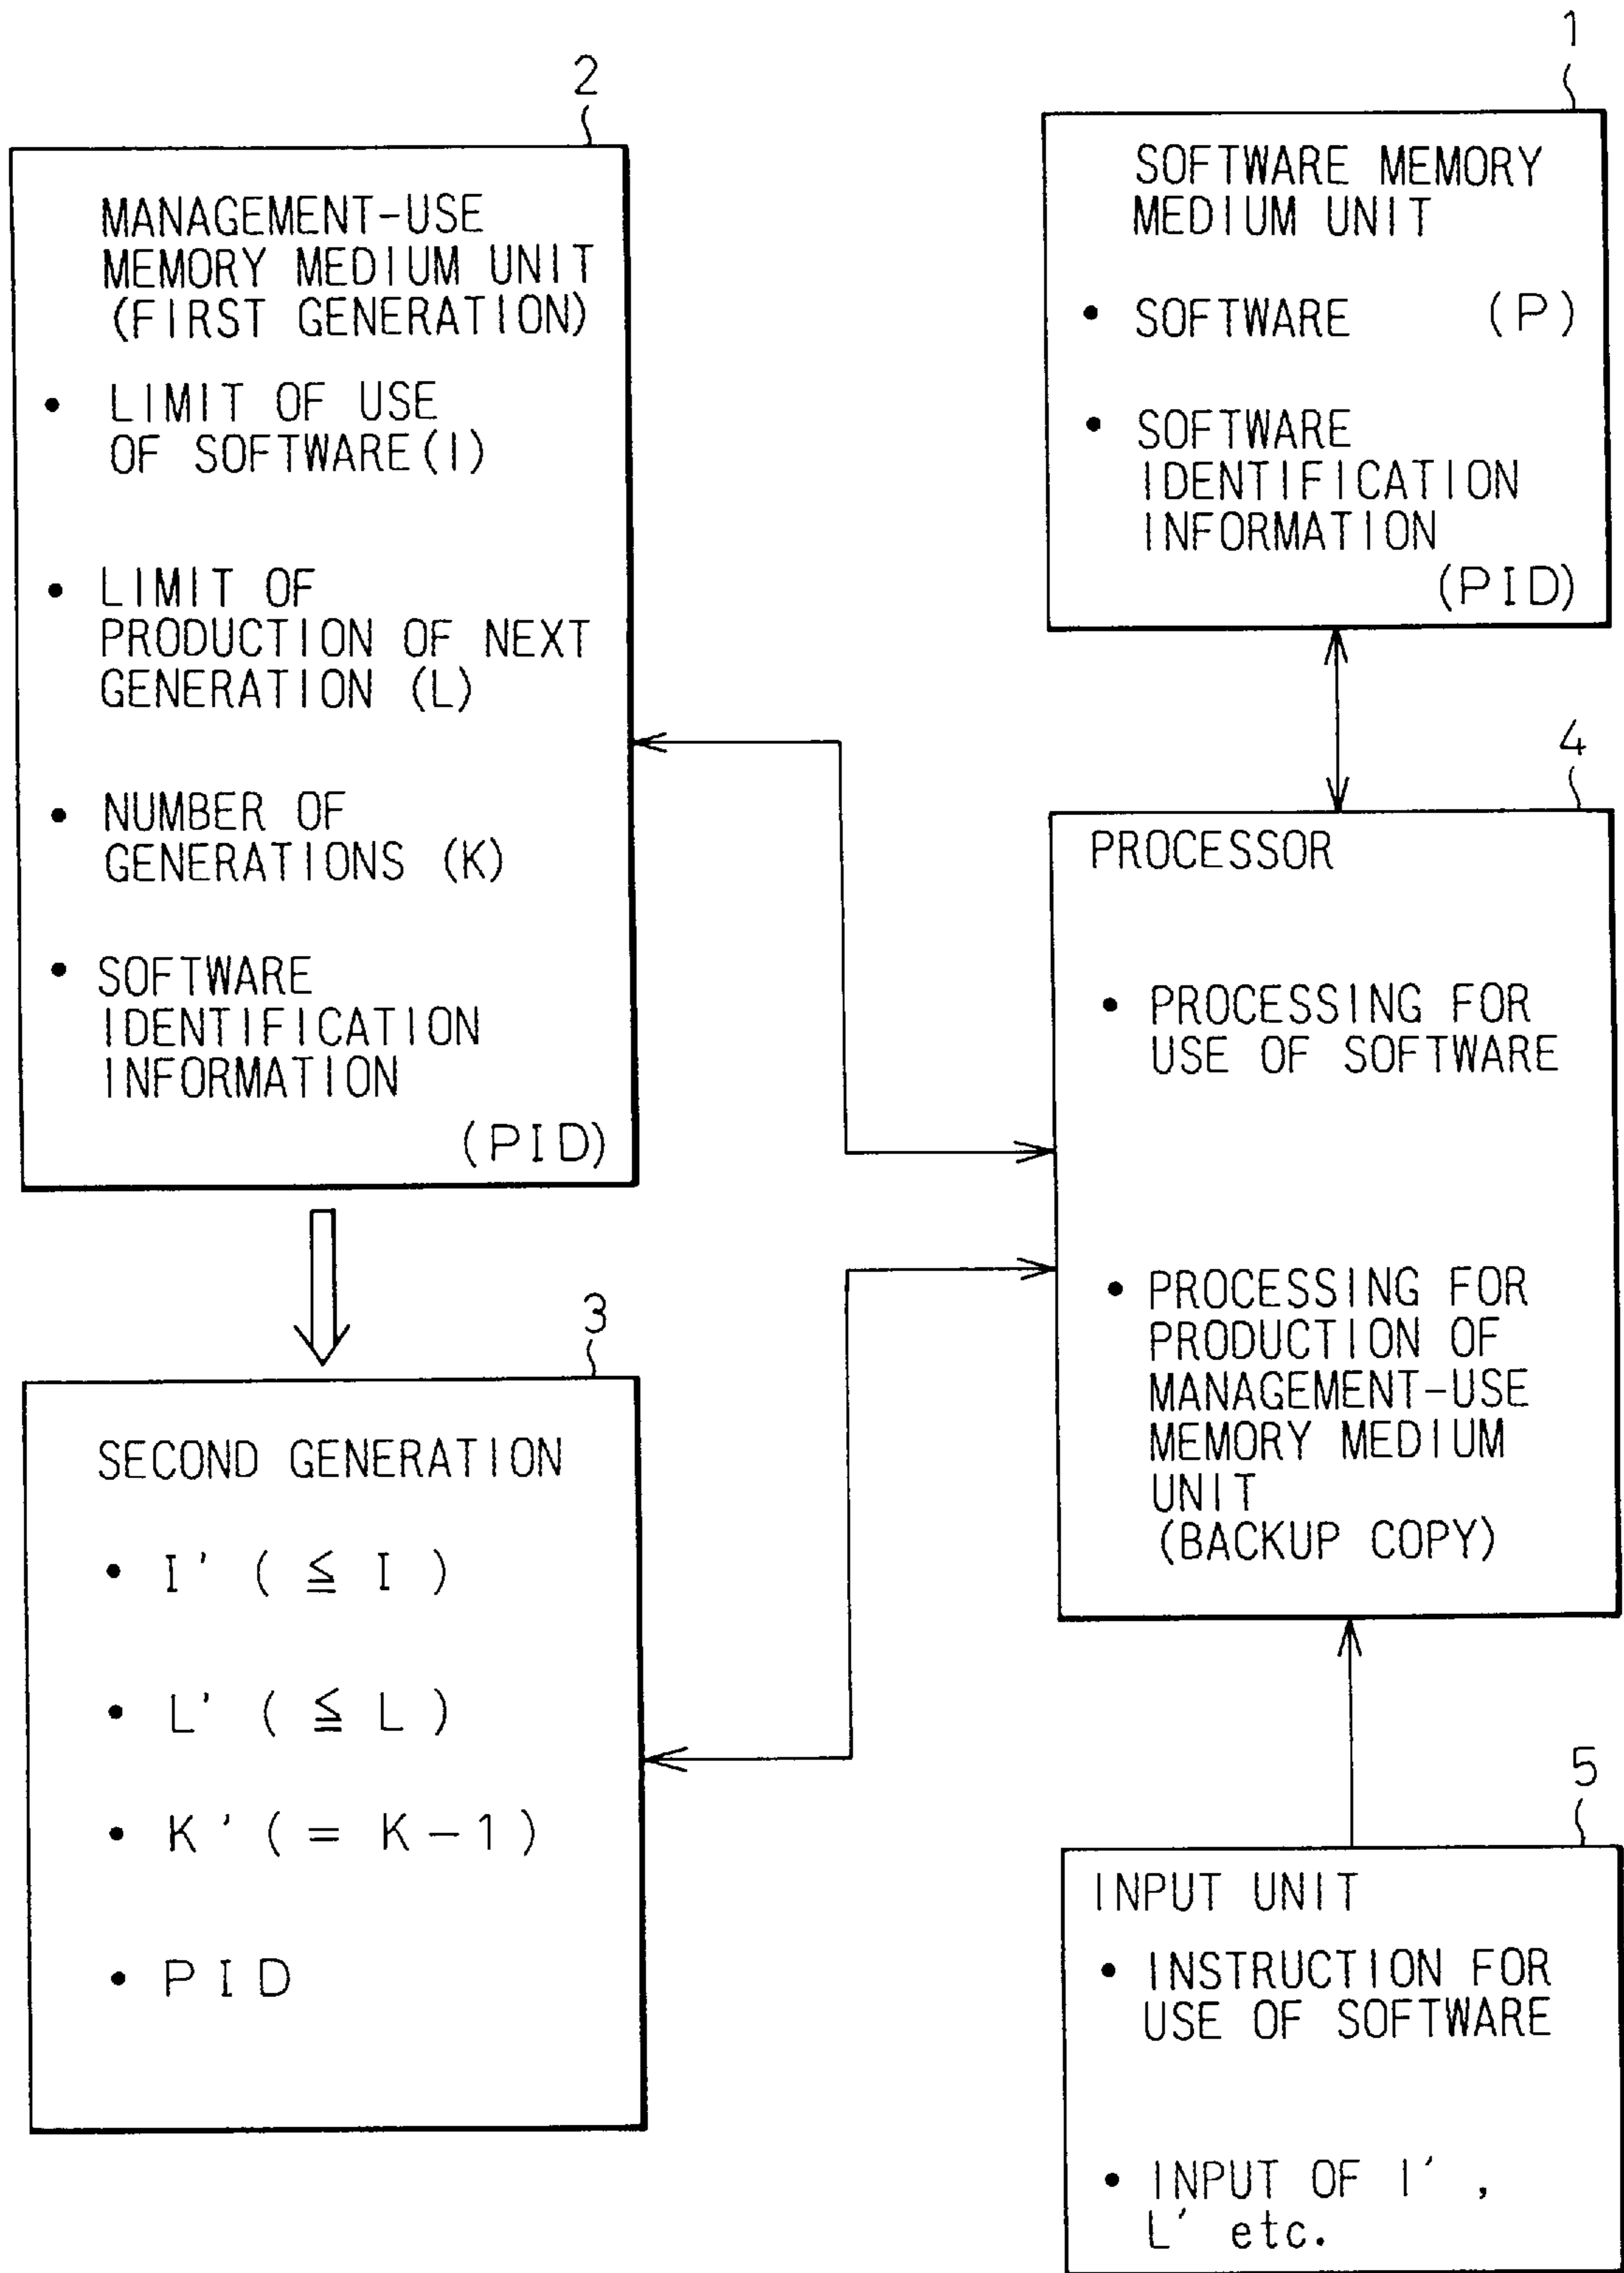 1
SOFTWARE MEMORY
MEDIUM UNIT
• SOFTWARE (P)
• SOFTWARE
IDENTIFICATION
INFORMATION
(PID)
2
MANAGEMENT-USE
MEMORY MEDIUM UNIT
(FIRST GENERATION)
• LIMIT OF USE
OF SOFTWARE(I)
• LIMIT OF
PRODUCTION OF NEXT
GENERATION (L)
• NUMBER OF
GENERATIONS (K)
• SOFTWARE
IDENTIFICATION
INFORMATION
(PID)
4
PROCESSOR
• PROCESSING FOR
USE OF SOFTWARE
• PROCESSING FOR
PRODUCTION OF
MANAGEMENT-USE
MEMORY MEDIUM
UNIT
(BACKUP COPY)
3
SECOND GENERATION
• I' ( ≦ I )
• L' ( ≦ L )
• K' ( = K-1 )
• PID
5
INPUT UNIT
• INSTRUCTION FOR
USE OF SOFTWARE
• INPUT OF I',
L' etc.